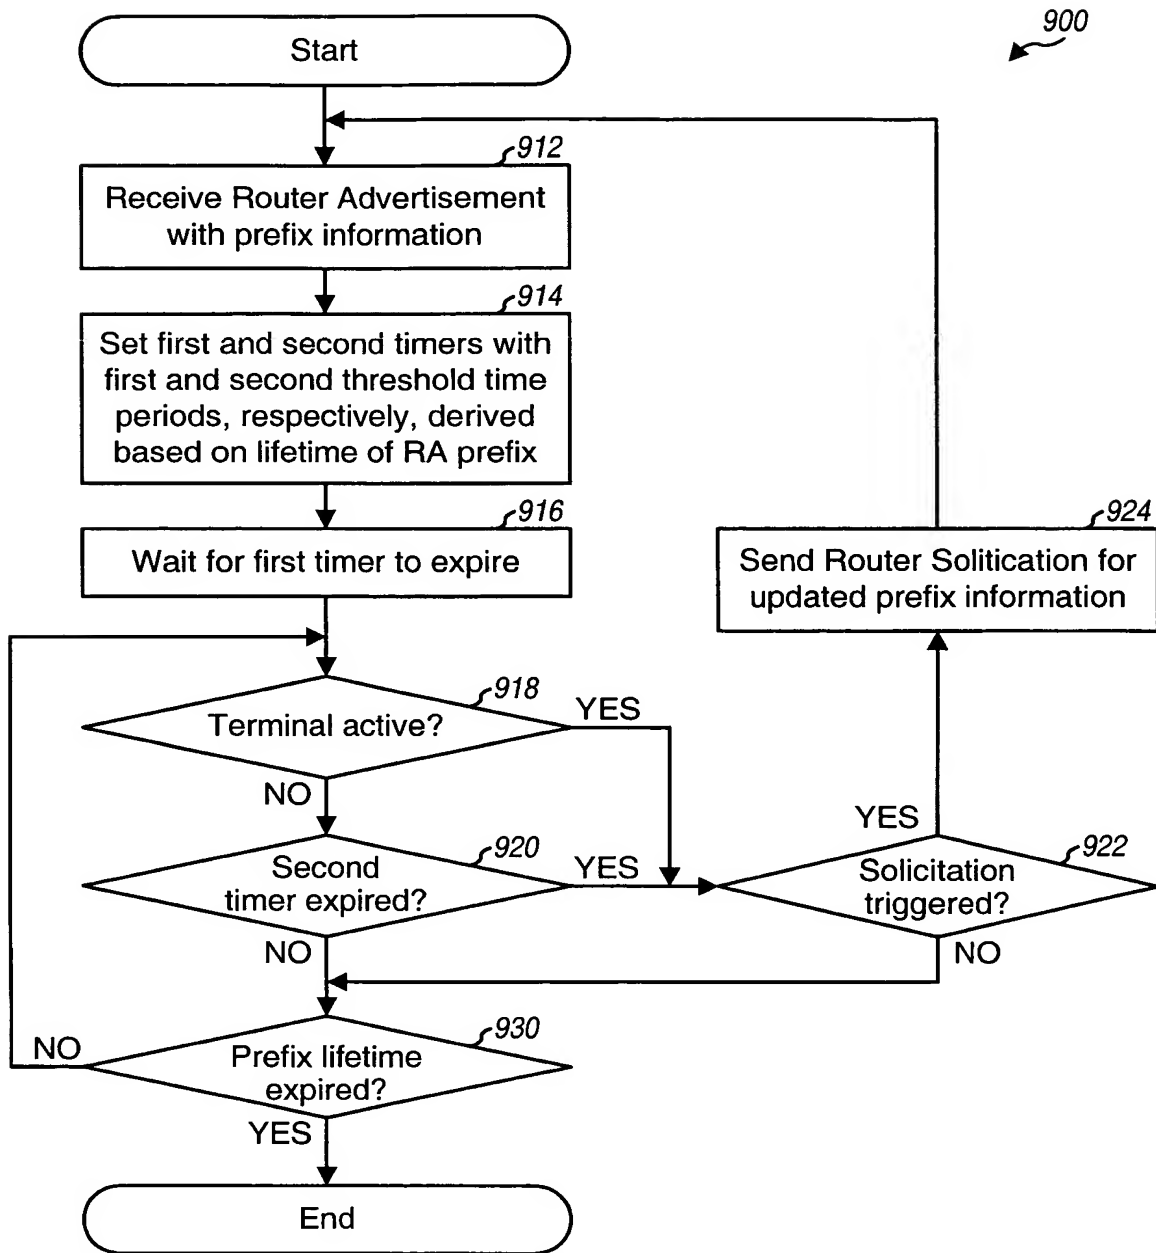 900
Start
912
Receive Router Advertisement
with prefix information
914
Set first and second timers with
first and second threshold time
periods, respectively, derived
based on lifetime of RA prefix
916
Wait for first timer to expire
924
Send Router Solitication for
updated prefix information
918
Terminal active?
YES
NO
920
Second
timer expired?
YES
NO
922
Solicitation
triggered?
YES
NO
930
Prefix lifetime
expired?
NO
YES
End